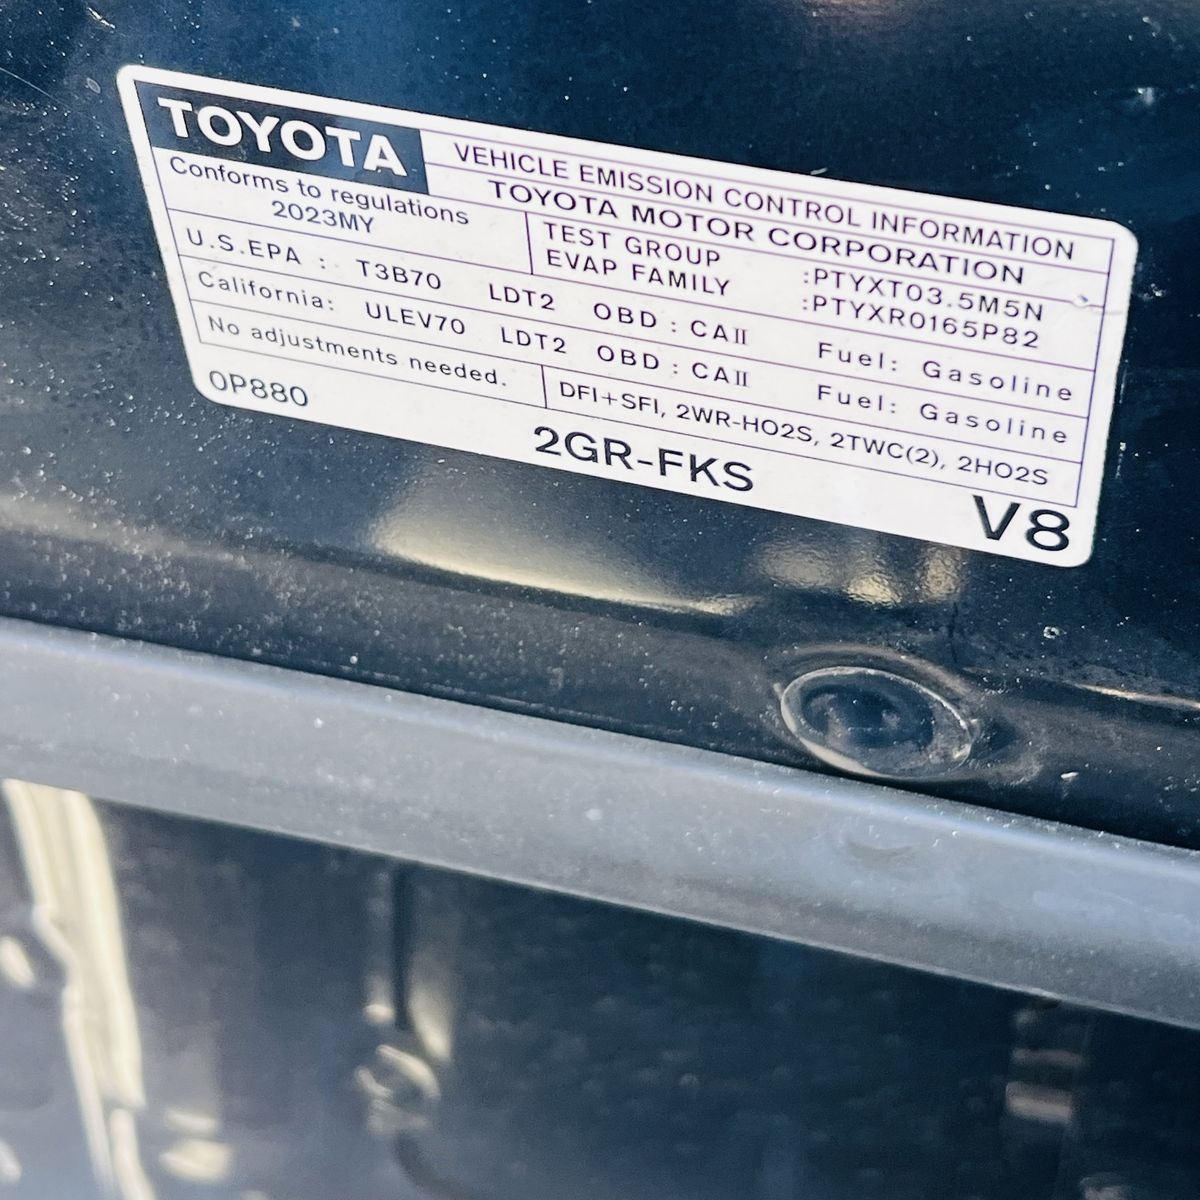 TOYOTA
VEHICLE EMISSION CONTROL INFORMATION
TOYOTA MOTOR CORPORATION
Conforms to regulations
2023MY
TEST GROUP :PTYXT03.5M5N
EVAP FAMILY :PTYXR0165P82
U.S.EPA : T3B70 LDT2 OBD : CAII Fuel: Gasoline
California: ULEV70 LDT2 OBD : CAII Fuel: Gasoline
No adjustments needed.
DFI+SFI, 2WR-HO2S, 2TWC(2), 2HO2S
0P880
2GR-FKS
V8